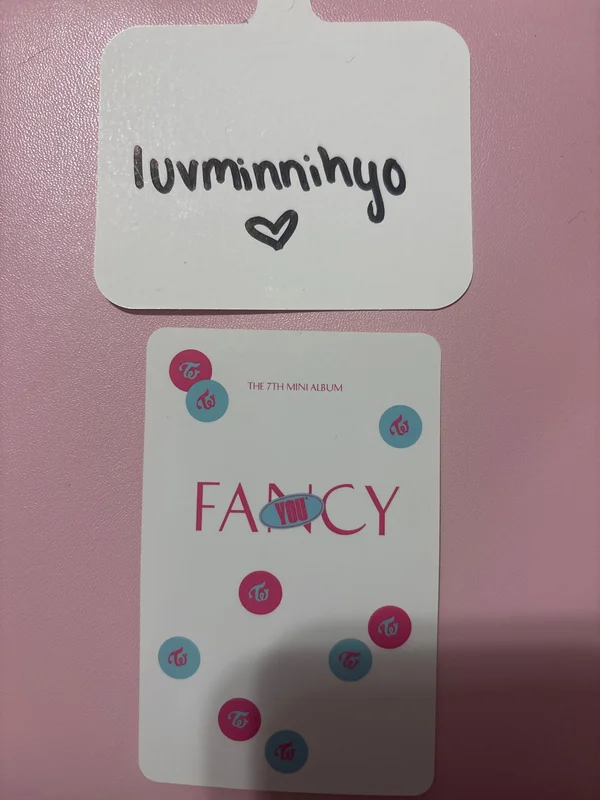 luvminnihyo
THE 7TH MINI ALBUM
FANCY
YOU